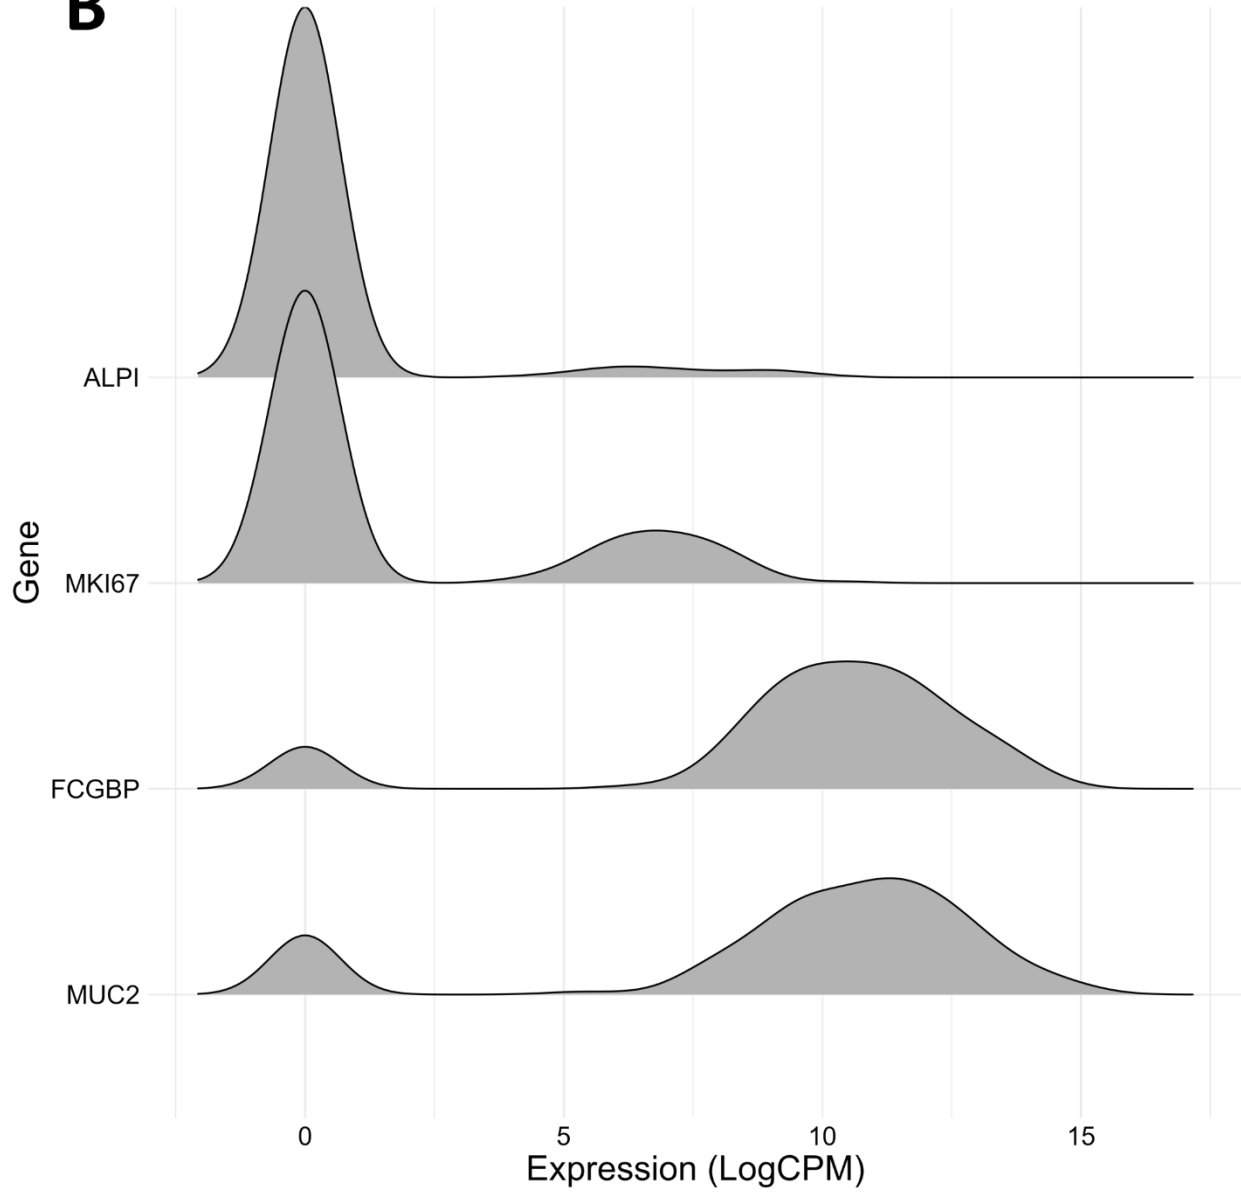 B
ALPI
MKI67
FCGBP
MUC2
Gene
0 5 10 15
Expression (LogCPM)